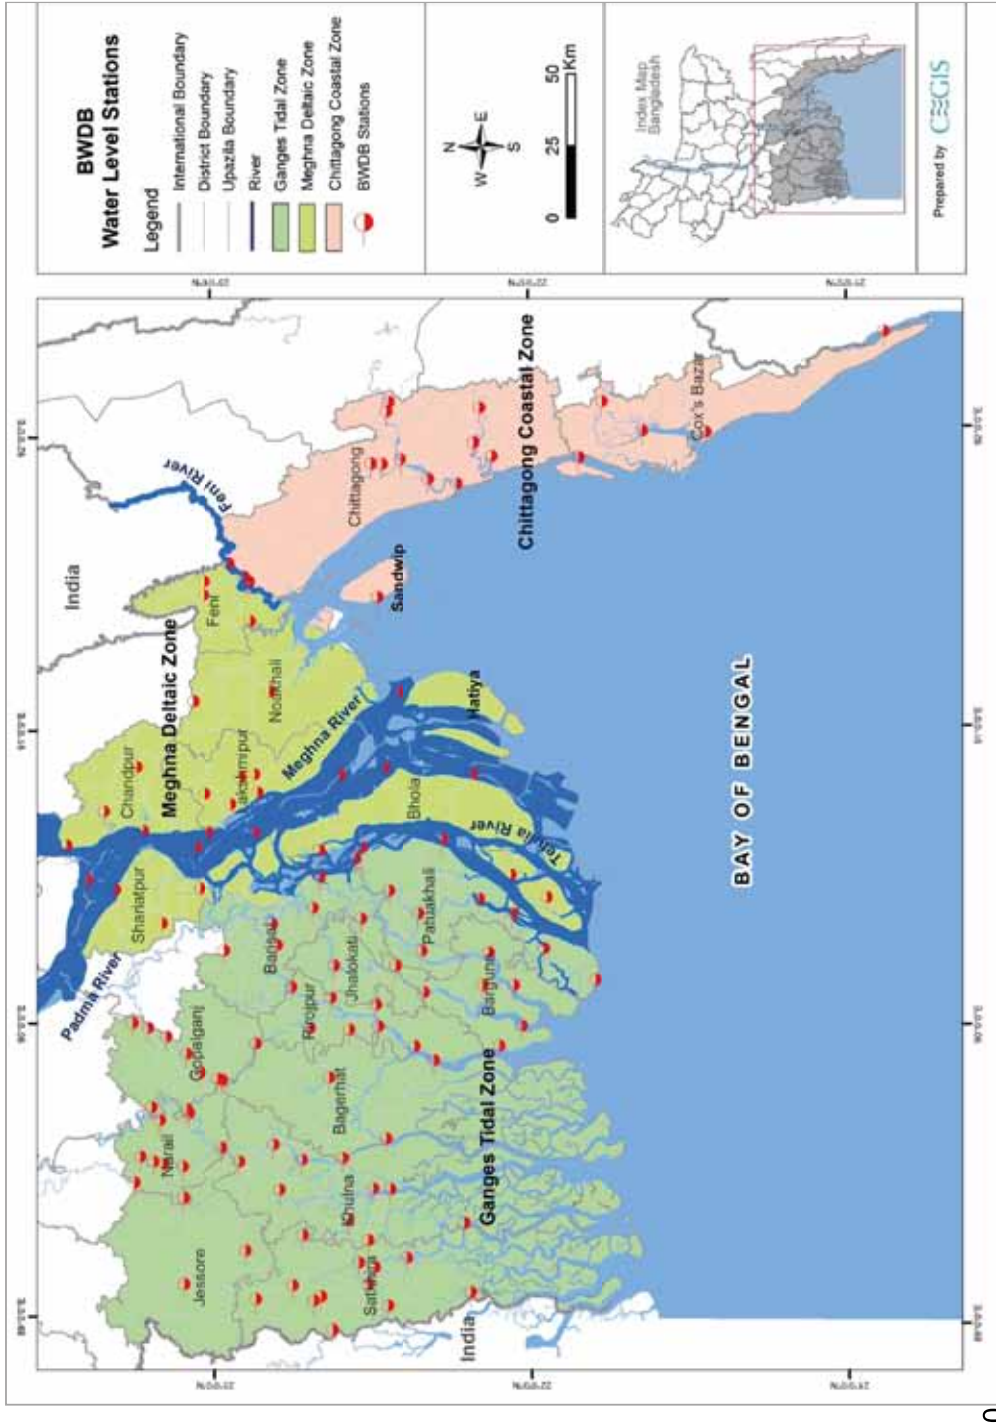 BWDB
Water Level Stations
Legend
International Boundary
District Boundary
Upazila Boundary
River
Ganges Tidal Zone
Meghna Deltaic Zone
Chittagong Coastal Zone
BWDB Stations
N
W
E
S
0
25
50
Km
Index Map
Bangladesh
Prepared by CEGIS
India
Feni River
Meghna Deltaic Zone
Feni
Chittagong
Chandpur
Noakhali
Lakshmipur
Sandwip
Chittagong Coastal Zone
Cox's Bazar
Meghna River
Hatiya
Shariatpur
Bhola
Tetulia River
Padma River
Barisal
Patuakhali
Jhalokati
Gopalganj
Pirojpur
Barguna
Bagerhat
Narail
Khulna
Ganges Tidal Zone
Jessore
Satkhira
India
BAY OF BENGAL
0